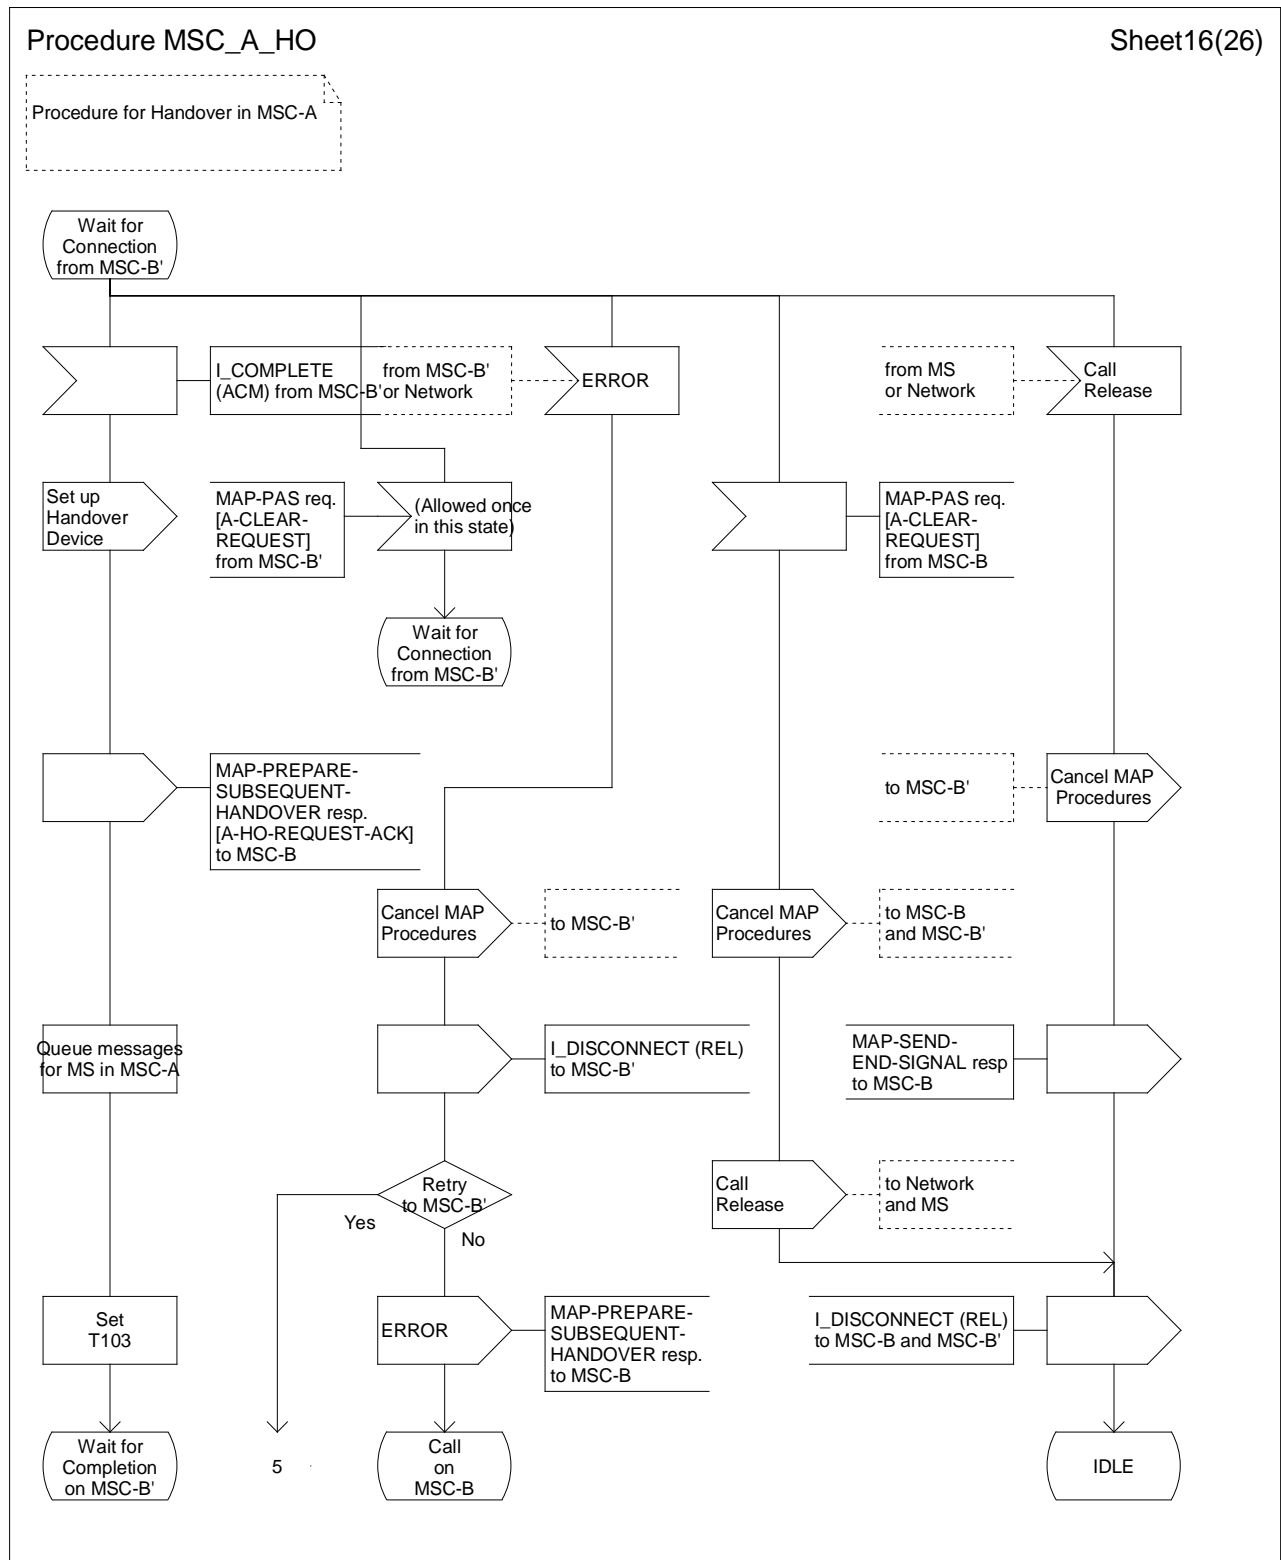 Procedure MSC_A_HO
Sheet16(26)
Procedure for Handover in MSC-A
Wait for
Connection
from MSC-B'
I_COMPLETE
(ACM) from MSC-B'
from MSC-B'
or Network
ERROR
from MS
or Network
Call
Release
Set up
Handover
Device
MAP-PAS req.
[A-CLEAR-
REQUEST]
from MSC-B'
(Allowed once
in this state)
MAP-PAS req.
[A-CLEAR-
REQUEST]
from MSC-B
Wait for
Connection
from MSC-B'
MAP-PREPARE-
SUBSEQUENT-
HANDOVER resp.
[A-HO-REQUEST-ACK]
to MSC-B
to MSC-B'
Cancel MAP
Procedures
Cancel MAP
Procedures
to MSC-B'
Cancel MAP
Procedures
to MSC-B
and MSC-B'
Queue messages
for MS in MSC-A
I_DISCONNECT (REL)
to MSC-B'
MAP-SEND-
END-SIGNAL resp
to MSC-B
Retry
to MSC-B'
Yes
No
Call
Release
to Network
and MS
Set
T103
ERROR
MAP-PREPARE-
SUBSEQUENT-
HANDOVER resp.
to MSC-B
I_DISCONNECT (REL)
to MSC-B and MSC-B'
Wait for
Completion
on MSC-B'
5
Call
on
MSC-B
IDLE